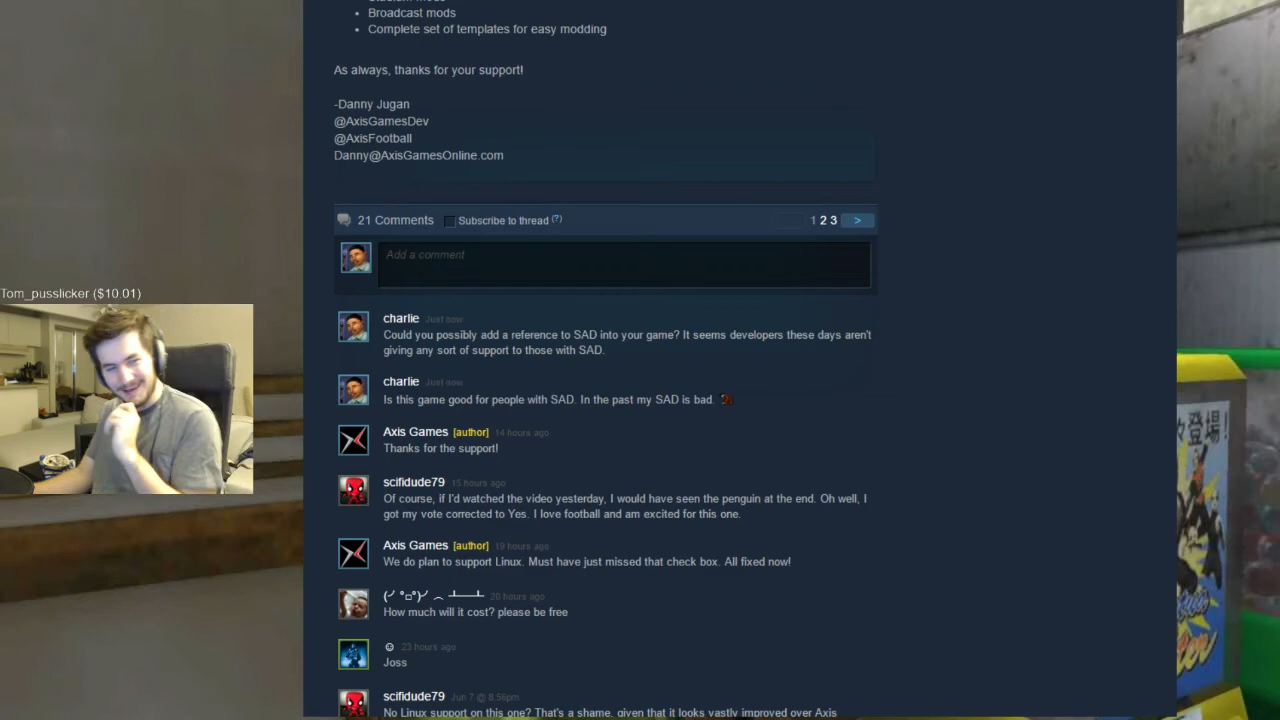 Broadcast mods
Complete set of templates for easy modding
As always, thanks for your support!
-Danny Jugan
@AxisGamesDev
@AxisFootball
Danny@AxisGamesOnline.com
21 Comments Subscribe to thread (?) 1 2 3 >
Add a comment
Tom_pusslicker ($10.01)
charlie Just now
Could you possibly add a reference to SAD into your game? It seems developers these days aren't
giving any sort of support to those with SAD.
charlie Just now
Is this game good for people with SAD. In the past my SAD is bad.
Axis Games [author] 14 hours ago
Thanks for the support!
scifidude79 15 hours ago
Of course, if I'd watched the video yesterday, I would have seen the penguin at the end. Oh well, I
got my vote corrected to Yes. I love football and am excited for this one.
Axis Games [author] 19 hours ago
We do plan to support Linux. Must have just missed that check box. All fixed now!
(╯°□°)╯︵ ┻━┻ 20 hours ago
How much will it cost? please be free
☺ 23 hours ago
Joss
scifidude79 Jun 7 @ 8:56pm
No Linux support on this one? That's a shame, given that it looks vastly improved over Axis
登場!